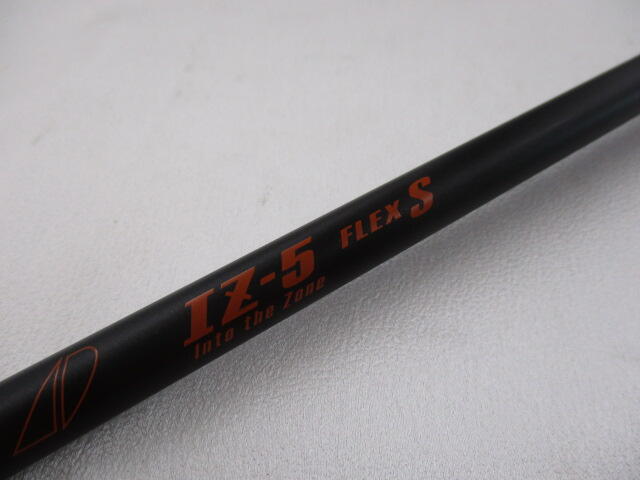 IZ-5 FLEX S
Into the Zone